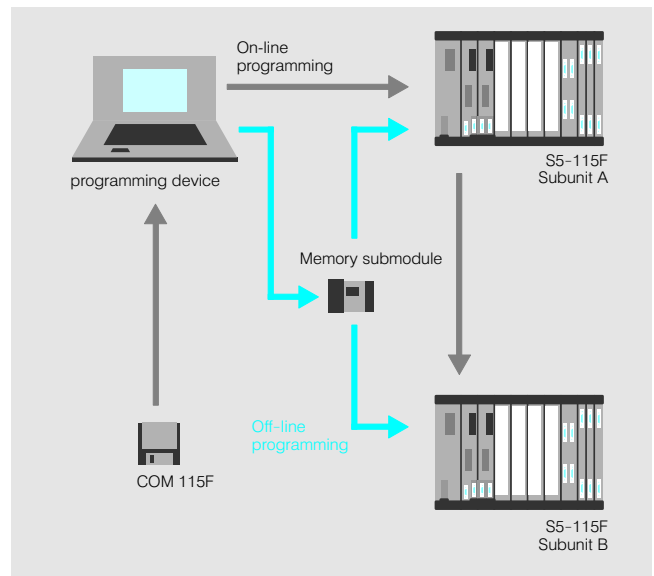 On-line
programming
S5-115F
Subunit A
programming device
Memory submodule
Off-line
programming
COM 115F
S5-115F
Subunit B